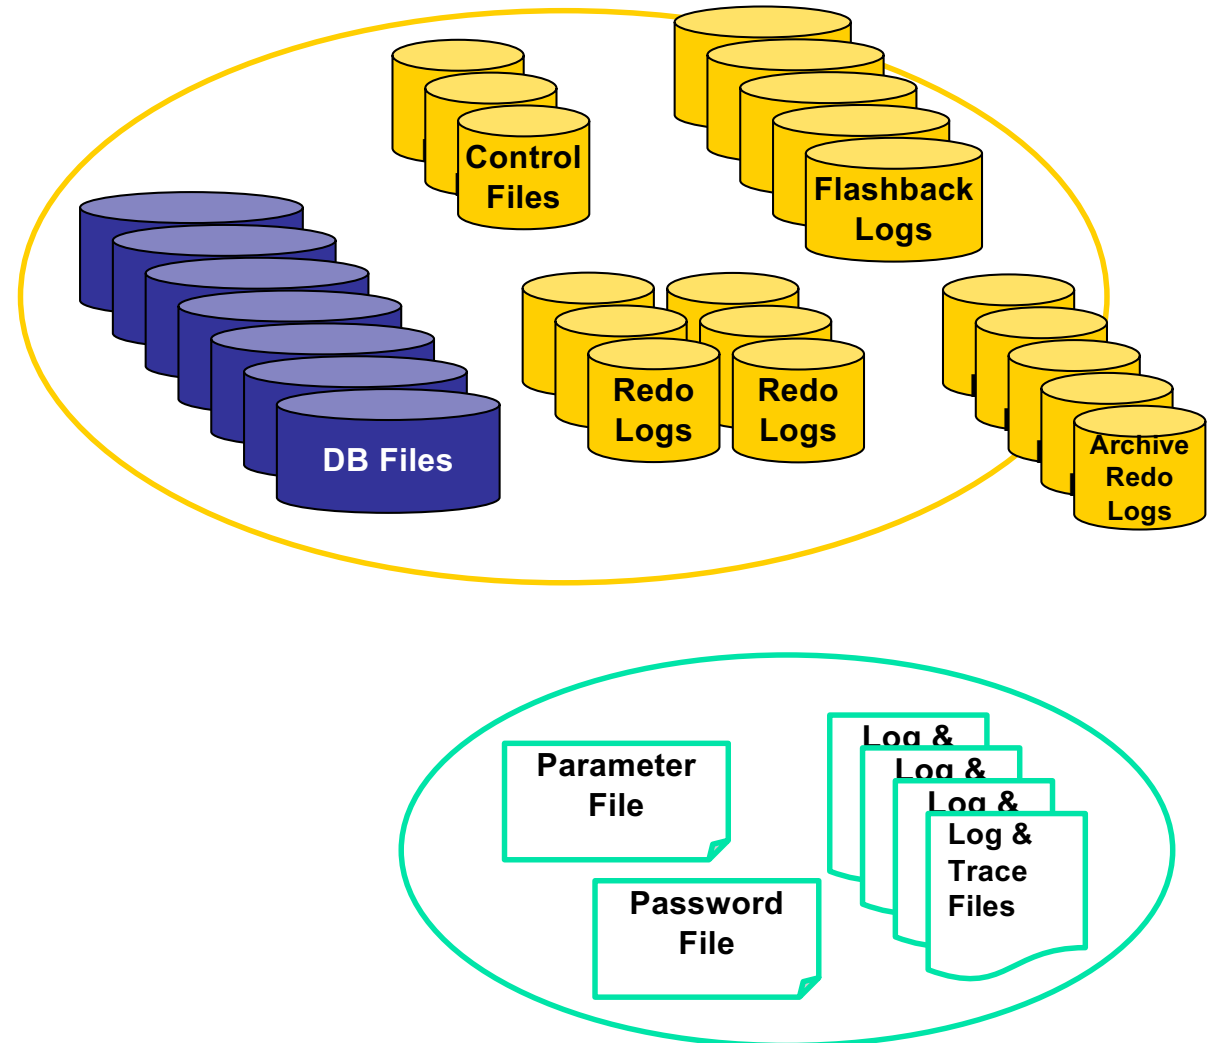 Control
Files
Flashback
Logs
DB Files
Redo
Logs
Redo
Logs
Archive
Redo
Logs
Parameter
File
Password
File
Log &
Log &
Log &
Log &
Trace
Files